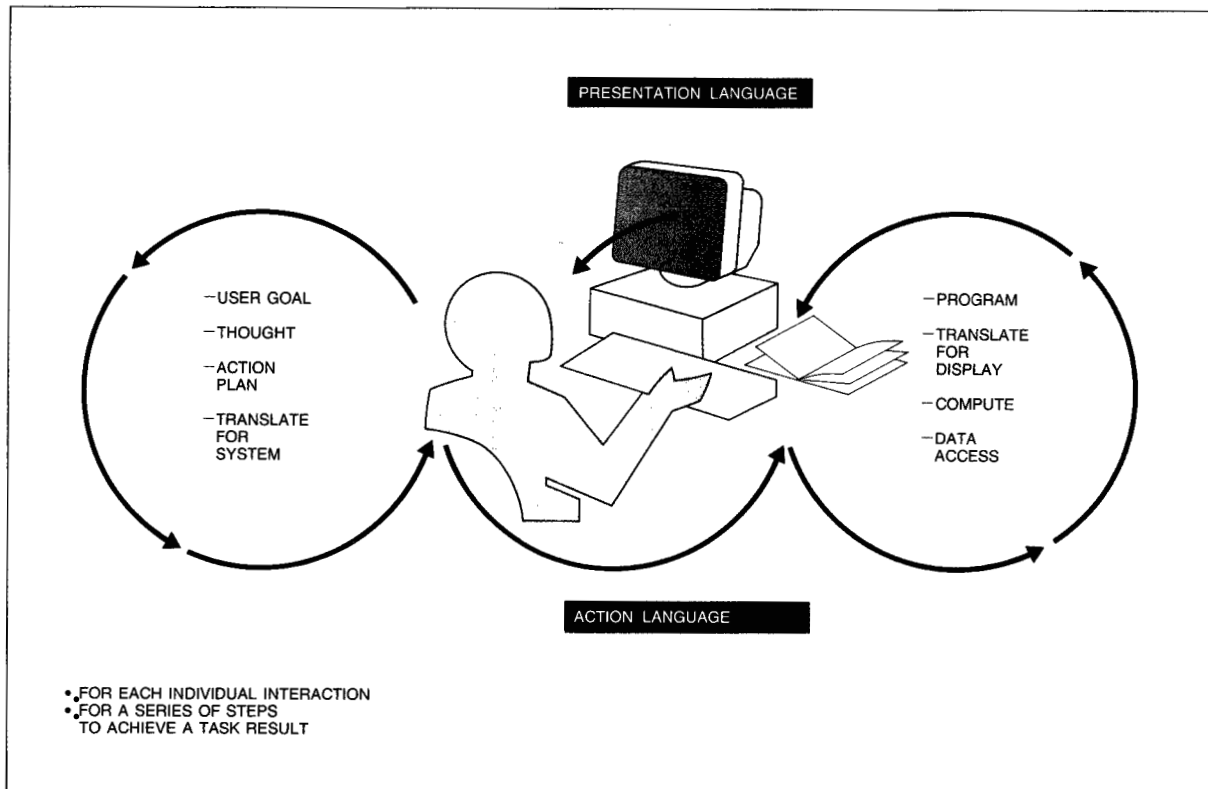 PRESENTATION LANGUAGE
—USER GOAL
—THOUGHT
—ACTION
PLAN
—TRANSLATE
FOR
SYSTEM
—PROGRAM
—TRANSLATE
FOR
DISPLAY
—COMPUTE
—DATA
ACCESS
ACTION LANGUAGE
• FOR EACH INDIVIDUAL INTERACTION
• FOR A SERIES OF STEPS
TO ACHIEVE A TASK RESULT